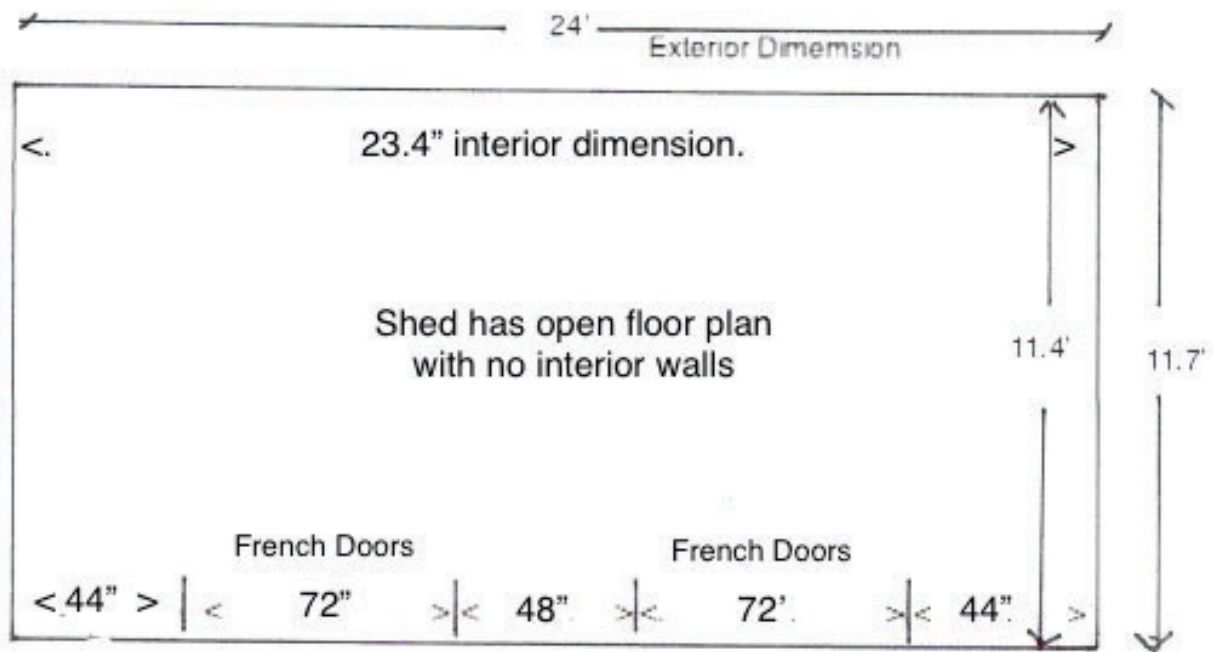 24'
Exterior Dimemsion
<. 23.4” interior dimension. >
Shed has open floor plan
with no interior walls
11.4'
11.7'
French Doors French Doors
< 44” > < 72” > < 48” > <. 72'. > < 44” >